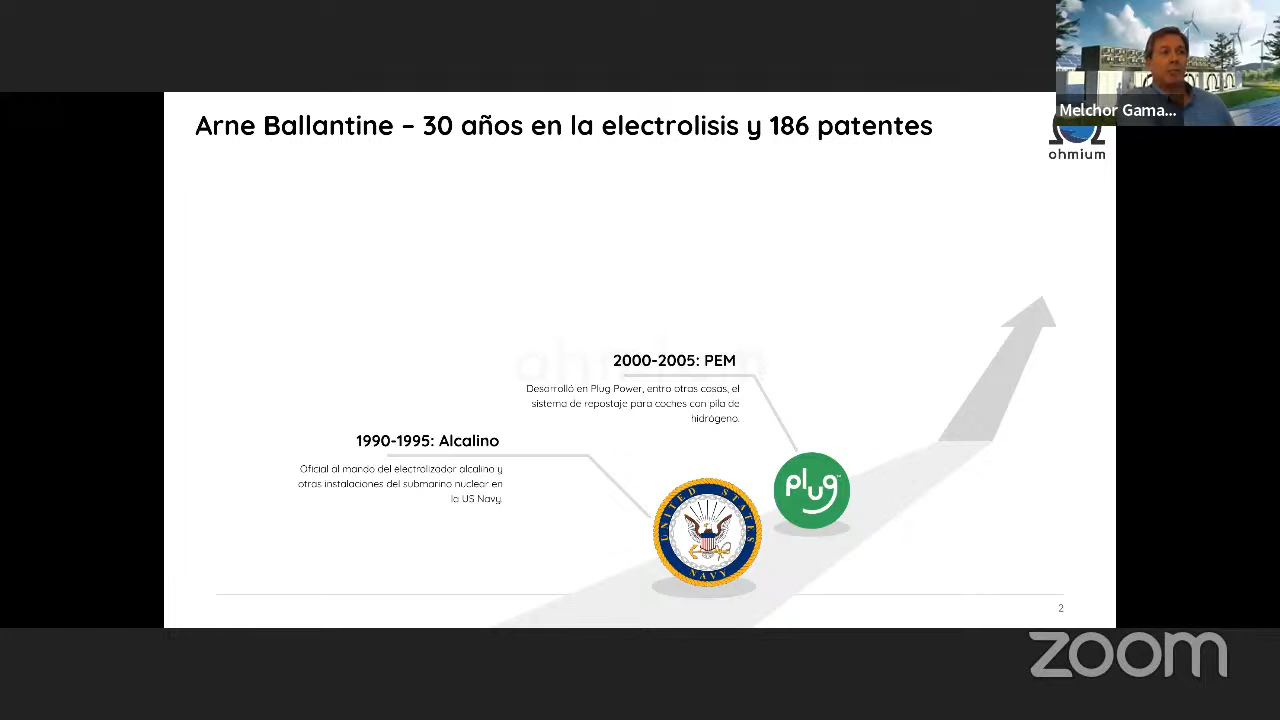 Melchor Gama...
Arne Ballantine – 30 años en la electrolisis y 186 patentes
ohmium
ohmium
2000-2005: PEM
Desarrolló en Plug Power, entro otras cosas, el
sistema de repostaje para coches con pila de
hidrógeno.
1990-1995: Alcalino
Oficial al mando del electrolizador alcalino y
otras instalaciones del submarino nuclear en
la US Navy.
plug
UNITED STATES
NAVY
2
zoom